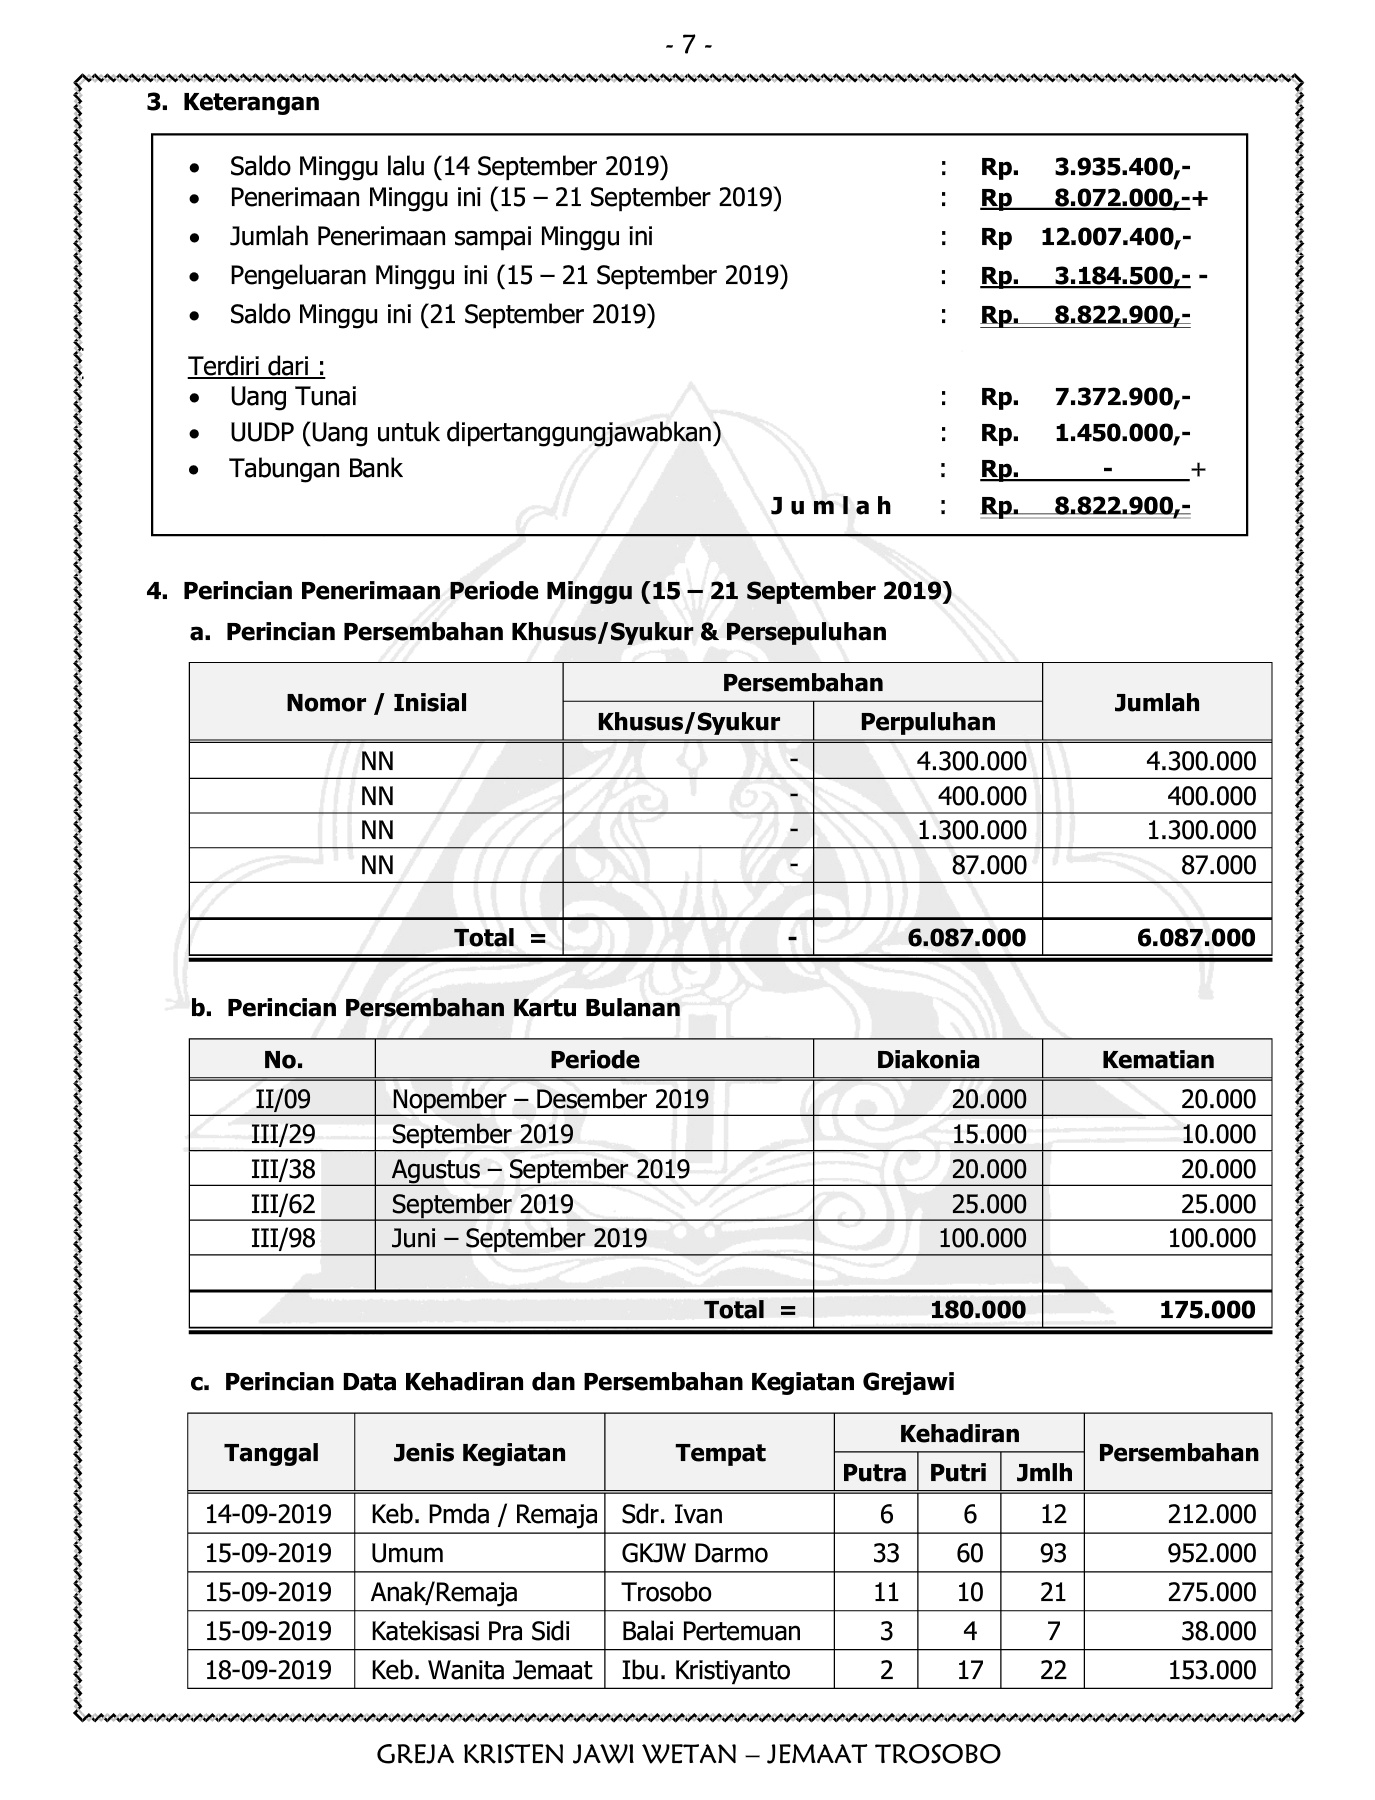 - 7 -
3. Keterangan
• Saldo Minggu lalu (14 September 2019) : Rp. 3.935.400,-
• Penerimaan Minggu ini (15 – 21 September 2019) : Rp 8.072.000,-+
• Jumlah Penerimaan sampai Minggu ini : Rp 12.007.400,-
• Pengeluaran Minggu ini (15 – 21 September 2019) : Rp. 3.184.500,- -
• Saldo Minggu ini (21 September 2019) : Rp. 8.822.900,-
Terdiri dari :
• Uang Tunai : Rp. 7.372.900,-
• UUDP (Uang untuk dipertanggungjawabkan) : Rp. 1.450.000,-
• Tabungan Bank : Rp. - +
J u m l a h : Rp. 8.822.900,-
4. Perincian Penerimaan Periode Minggu (15 – 21 September 2019)
a. Perincian Persembahan Khusus/Syukur & Persepuluhan
Nomor / Inisial Persembahan Jumlah
Khusus/Syukur Perpuluhan
NN - 4.300.000 4.300.000
NN - 400.000 400.000
NN - 1.300.000 1.300.000
NN - 87.000 87.000
Total = - 6.087.000 6.087.000
b. Perincian Persembahan Kartu Bulanan
No. Periode Diakonia Kematian
II/09 Nopember – Desember 2019 20.000 20.000
III/29 September 2019 15.000 10.000
III/38 Agustus – September 2019 20.000 20.000
III/62 September 2019 25.000 25.000
III/98 Juni – September 2019 100.000 100.000
Total = 180.000 175.000
c. Perincian Data Kehadiran dan Persembahan Kegiatan Grejawi
Tanggal Jenis Kegiatan Tempat Kehadiran Persembahan
Putra Putri Jmlh
14-09-2019 Keb. Pmda / Remaja Sdr. Ivan 6 6 12 212.000
15-09-2019 Umum GKJW Darmo 33 60 93 952.000
15-09-2019 Anak/Remaja Trosobo 11 10 21 275.000
15-09-2019 Katekisasi Pra Sidi Balai Pertemuan 3 4 7 38.000
18-09-2019 Keb. Wanita Jemaat Ibu. Kristiyanto 2 17 22 153.000
GREJA KRISTEN JAWI WETAN – JEMAAT TROSOBO